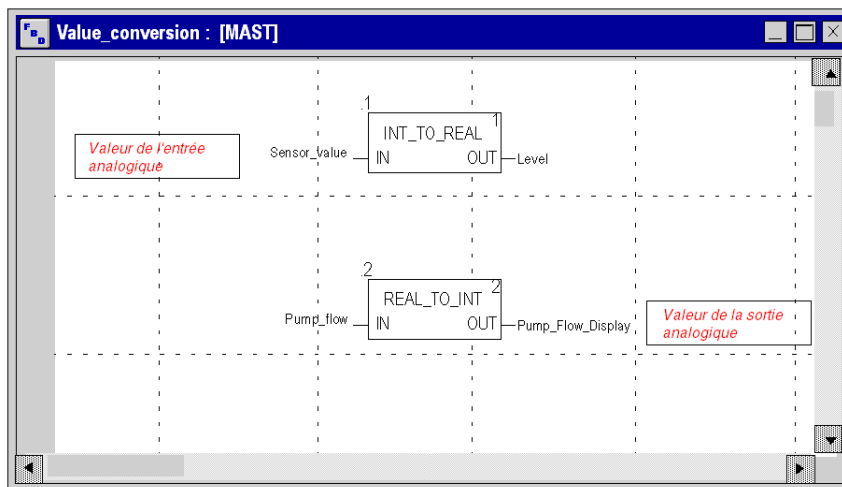 FBD
Value_conversion : [MAST]
.1
1
INT_TO_REAL
Valeur de l'entrée
analogique
Sensor_Value
IN
OUT
Level
.2
2
REAL_TO_INT
Pump_flow
IN
OUT
Pump_Flow_Display
Valeur de la sortie
analogique